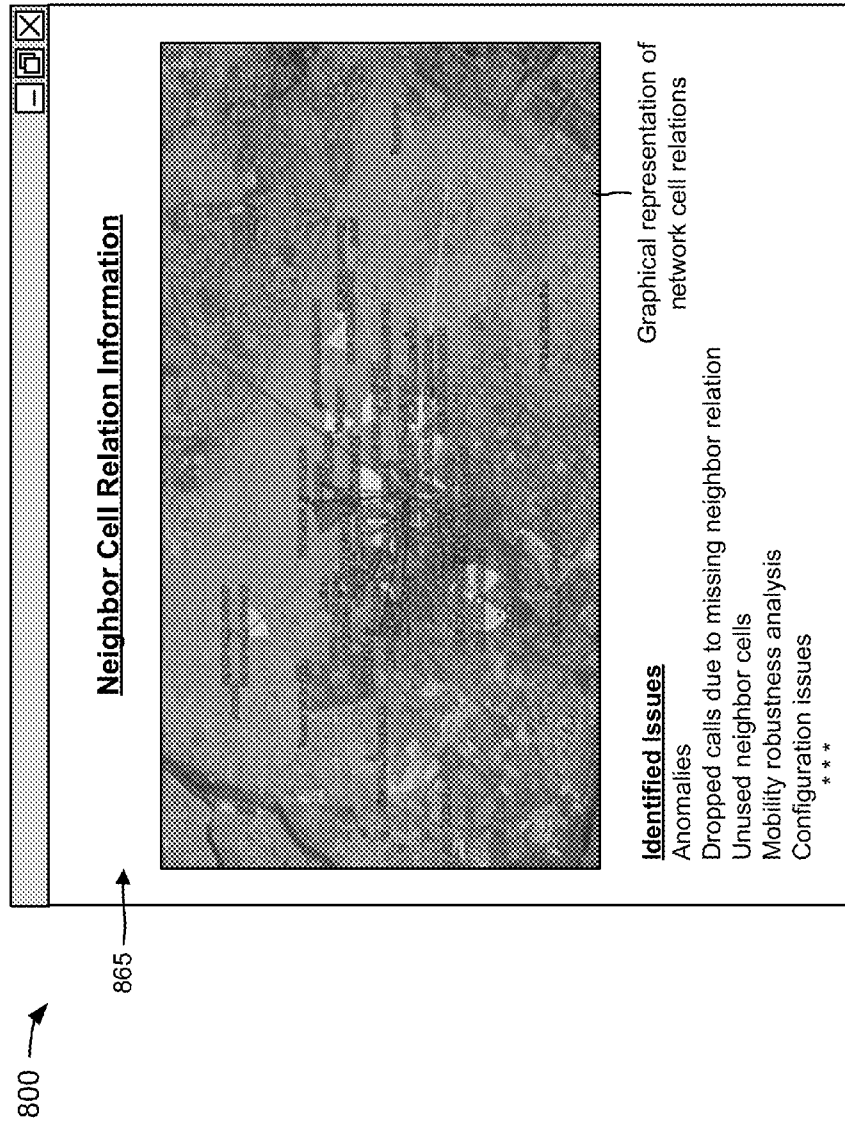 800
865
Neighbor Cell Relation Information
Graphical representation of
network cell relations
Identified Issues
Anomalies
Dropped calls due to missing neighbor relation
Unused neighbor cells
Mobility robustness analysis
Configuration issues
* * *